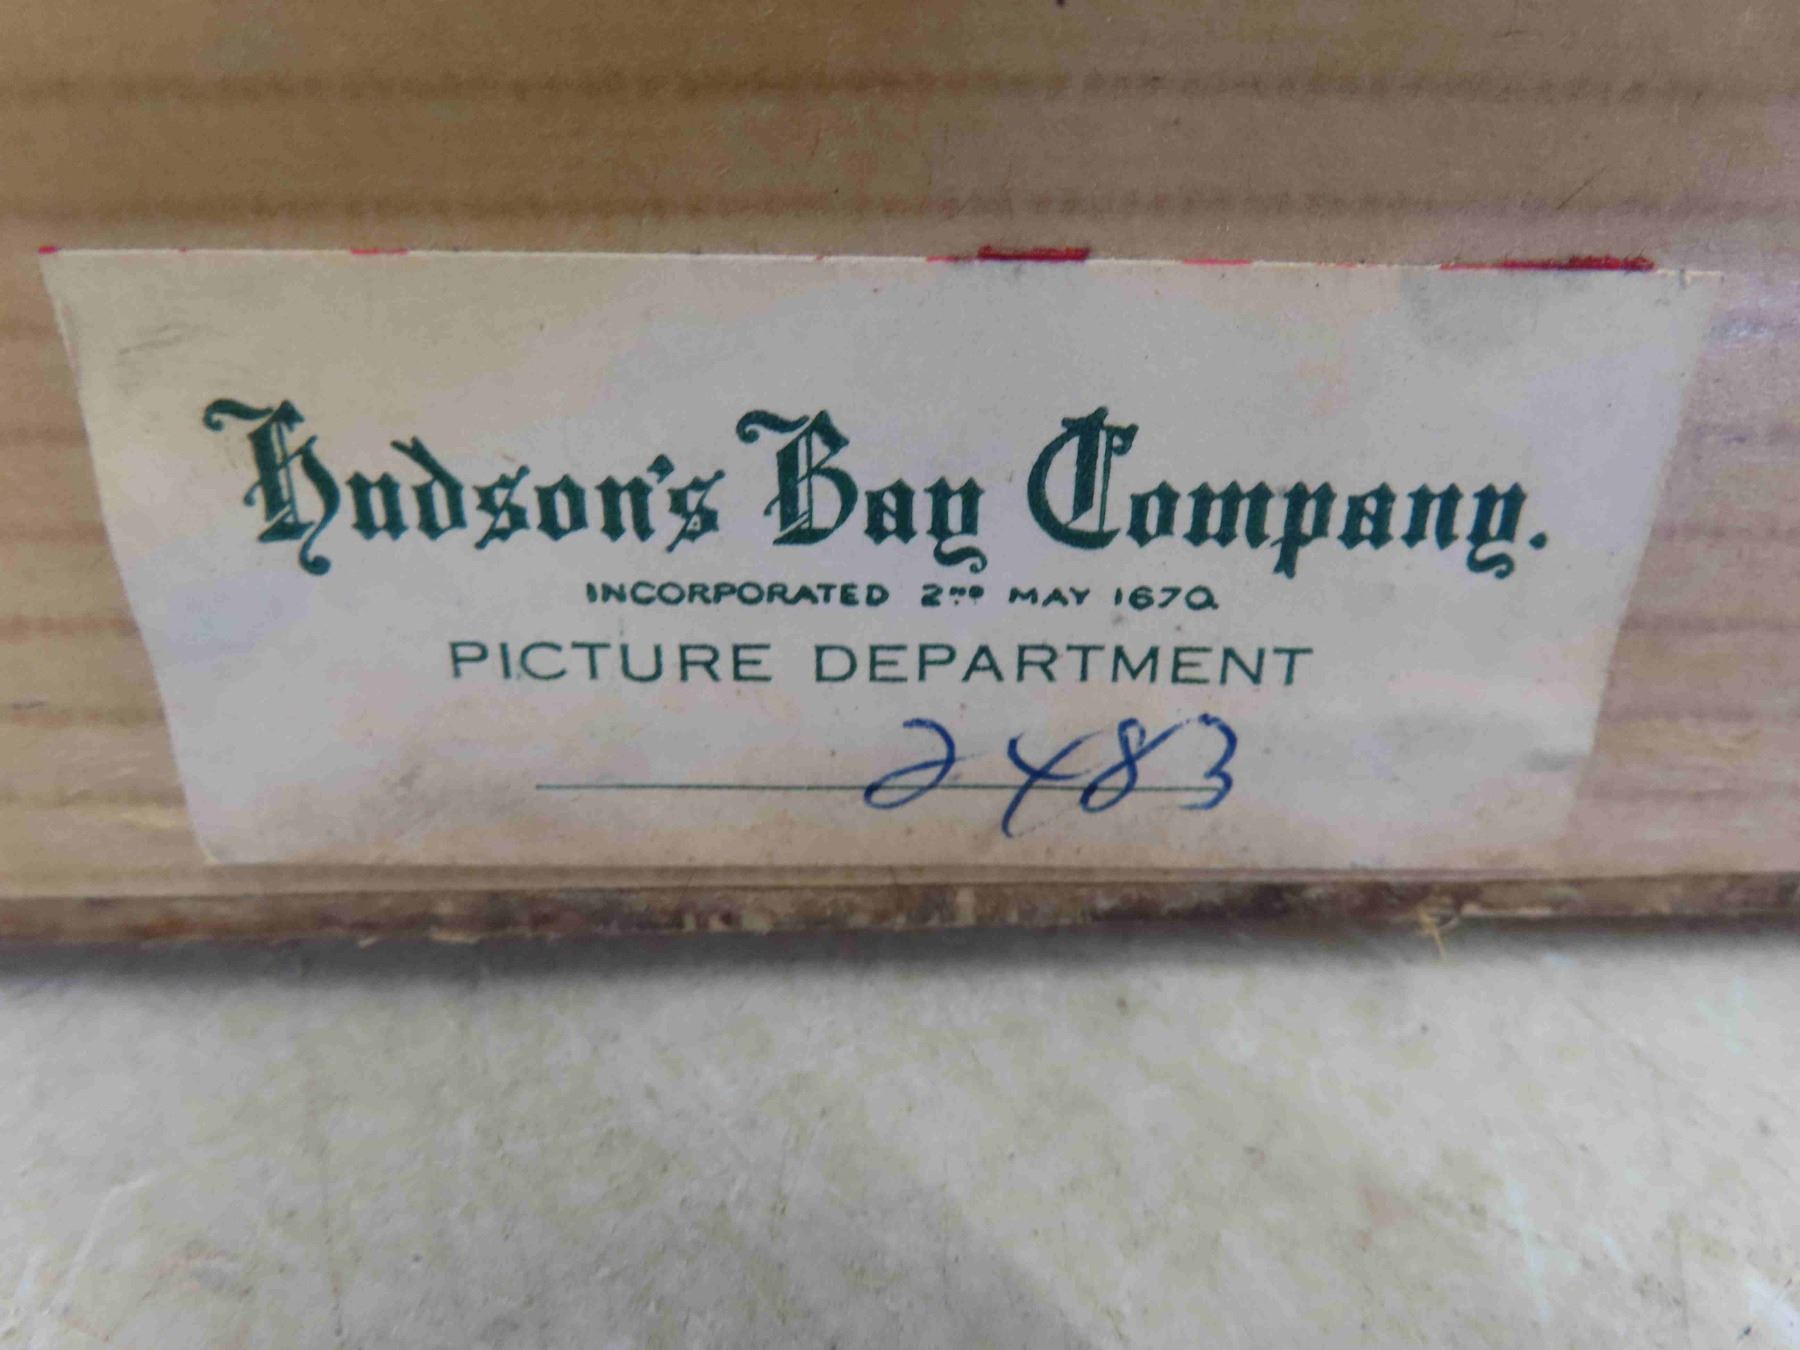 Hudson's Bay Company.
INCORPORATED 2ND MAY 1670.
PICTURE DEPARTMENT
2483